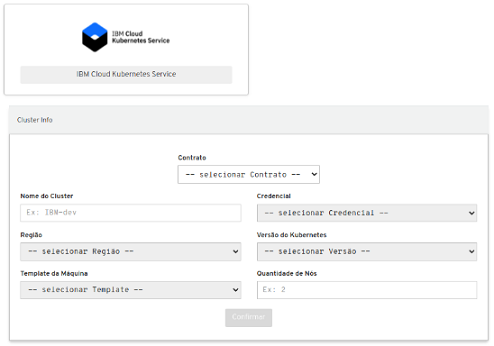 IBM Cloud
Kubernetes Service
IBM Cloud Kubernetes Service
Cluster Info
Contrato
-- selecionar Contrato --
Nome do Cluster
Credencial
Ex: IBM-dev
-- selecionar Credencial --
Região
Versão do Kubernetes
-- selecionar Região --
-- selecionar Versão --
Template da Máquina
Quantidade de Nós
-- selecionar Template --
Ex: 2
Confirmar